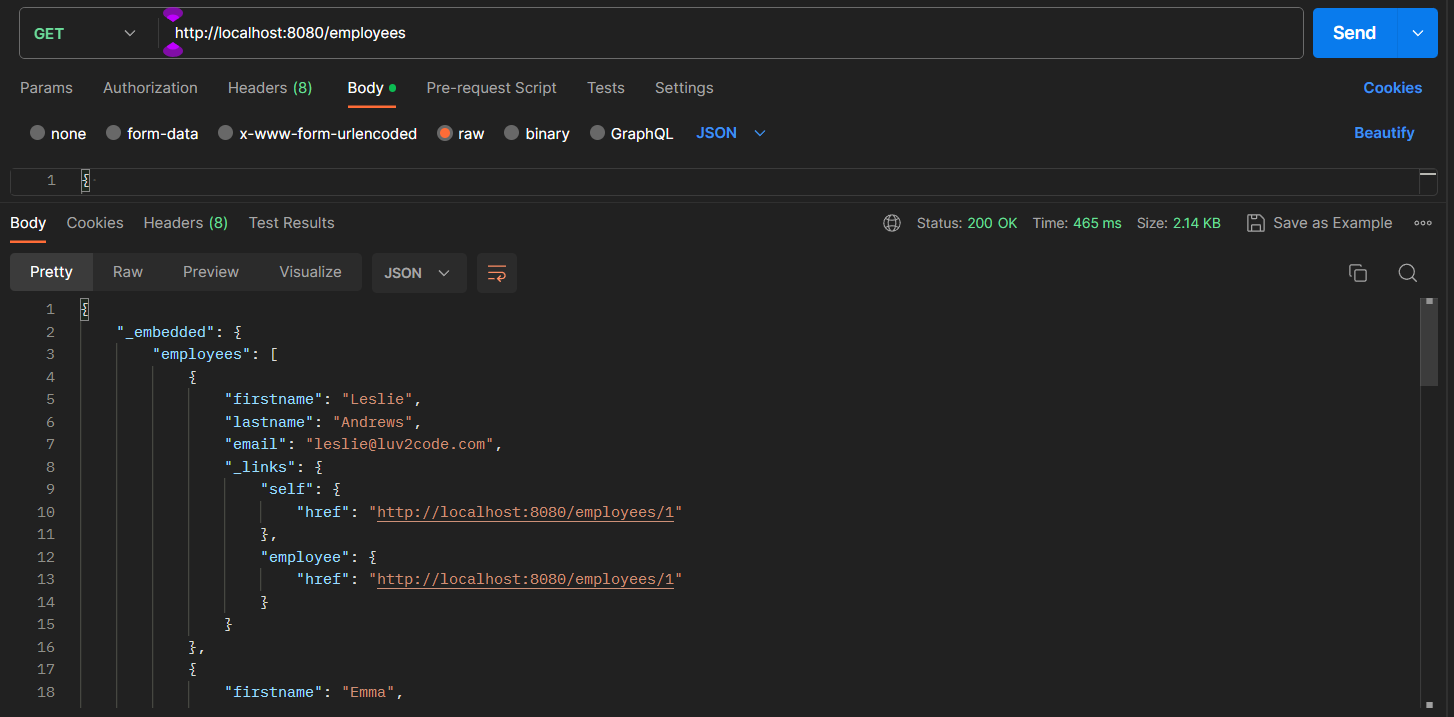 GET http://localhost:8080/employees Send
Params Authorization Headers (8) Body Pre-request Script Tests Settings Cookies
none form-data x-www-form-urlencoded raw binary GraphQL JSON Beautify
1 {
Body Cookies Headers (8) Test Results Status: 200 OK Time: 465 ms Size: 2.14 KB Save as Example
Pretty Raw Preview Visualize JSON
1 {
2 "_embedded": {
3 "employees": [
4 {
5 "firstname": "Leslie",
6 "lastname": "Andrews",
7 "email": "leslie@luv2code.com",
8 "_links": {
9 "self": {
10 "href": "http://localhost:8080/employees/1"
11 },
12 "employee": {
13 "href": "http://localhost:8080/employees/1"
14 }
15 }
16 },
17 {
18 "firstname": "Emma",